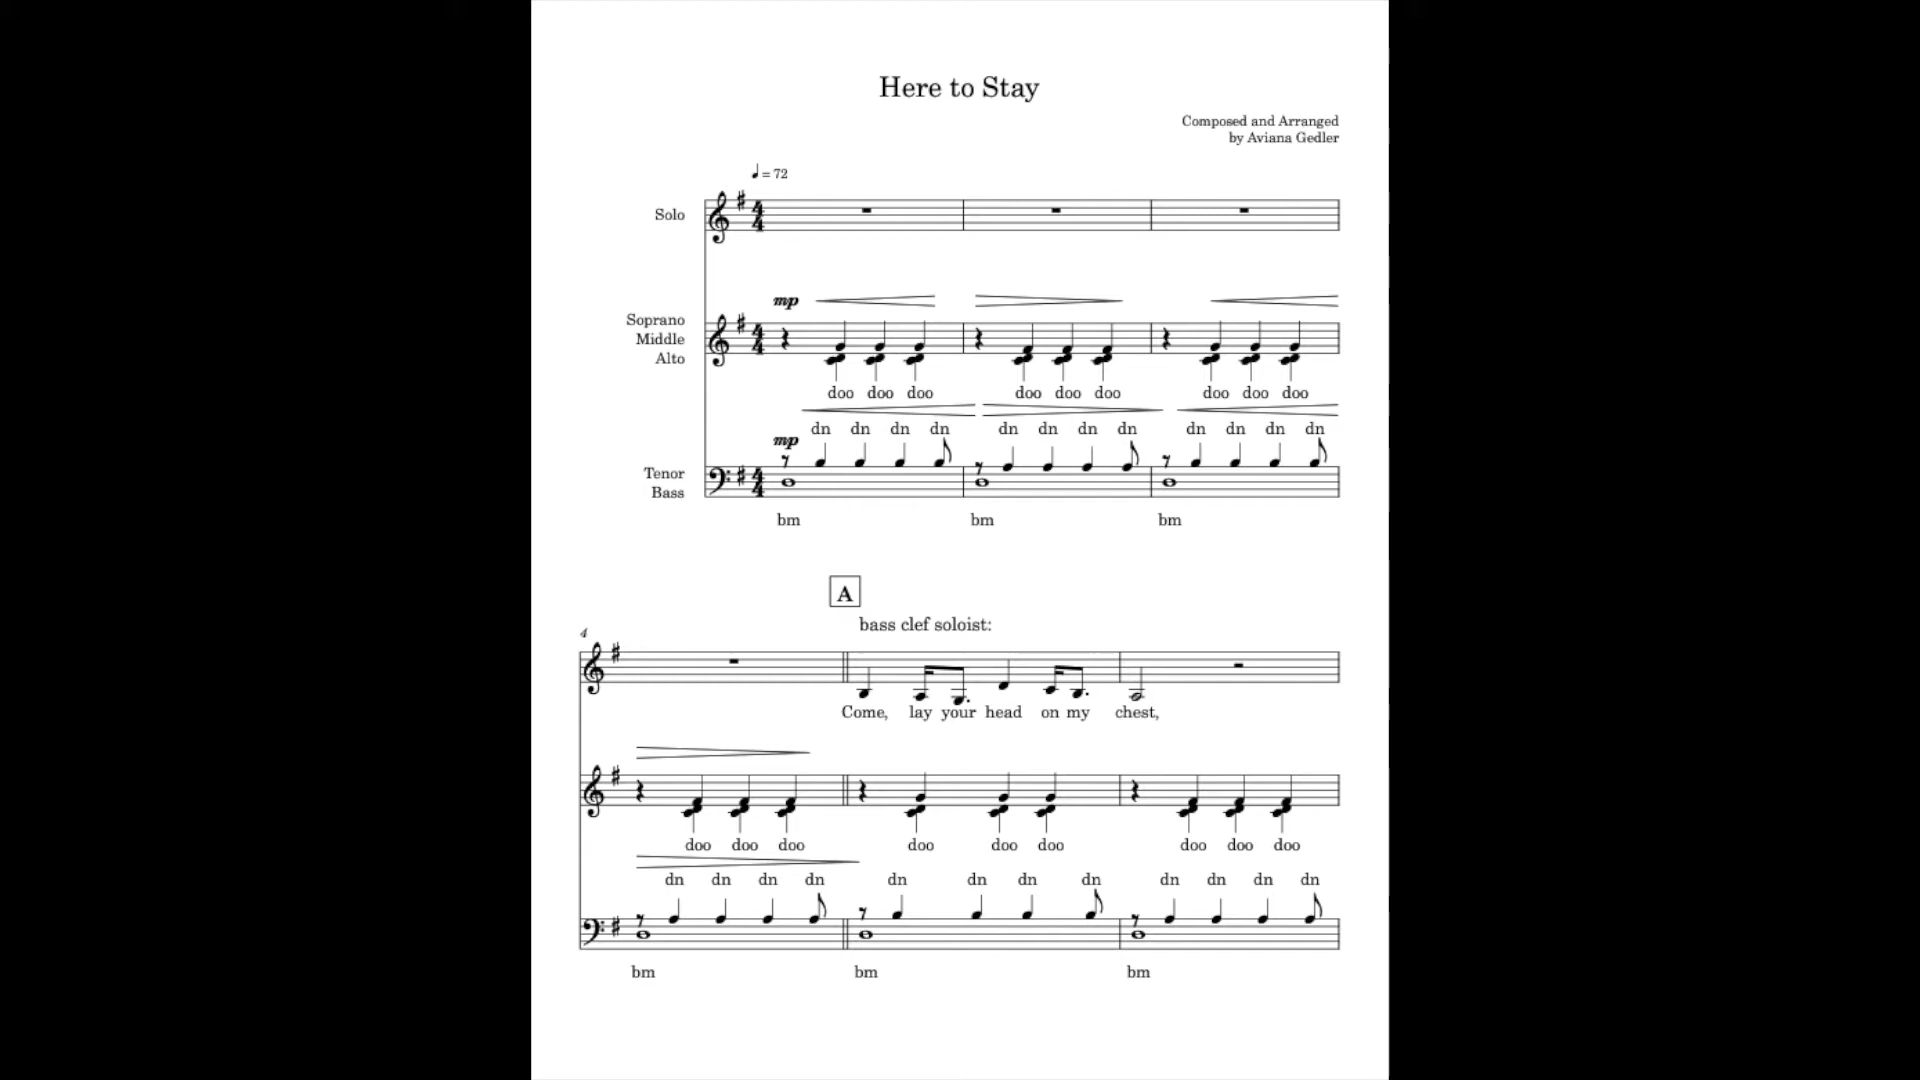 Here to Stay
Composed and Arranged
by Aviana Gedler
= 72
Solo
mp
Soprano
Middle
Alto
doo doo doo doo doo doo doo doo doo
dn dn dn dn dn dn dn dn dn dn dn dn
mp
Tenor
Bass
bm bm bm
A
bass clef soloist:
4
Come, lay your head on my chest,
doo doo doo doo doo doo doo doo doo
dn dn dn dn dn dn dn dn dn dn dn dn
bm bm bm